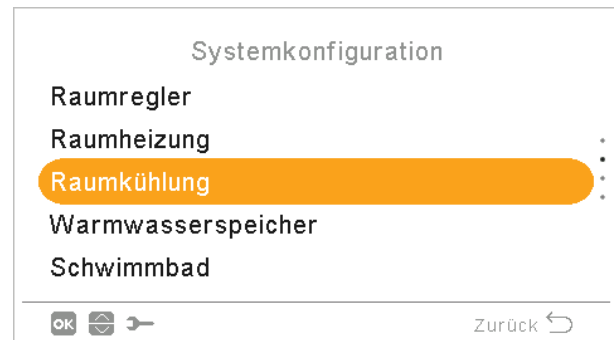 Systemkonfiguration
Raumregler
Raumheizung
Raumkühlung
Warmwasserspeicher
Schwimmbad
OK Zurück